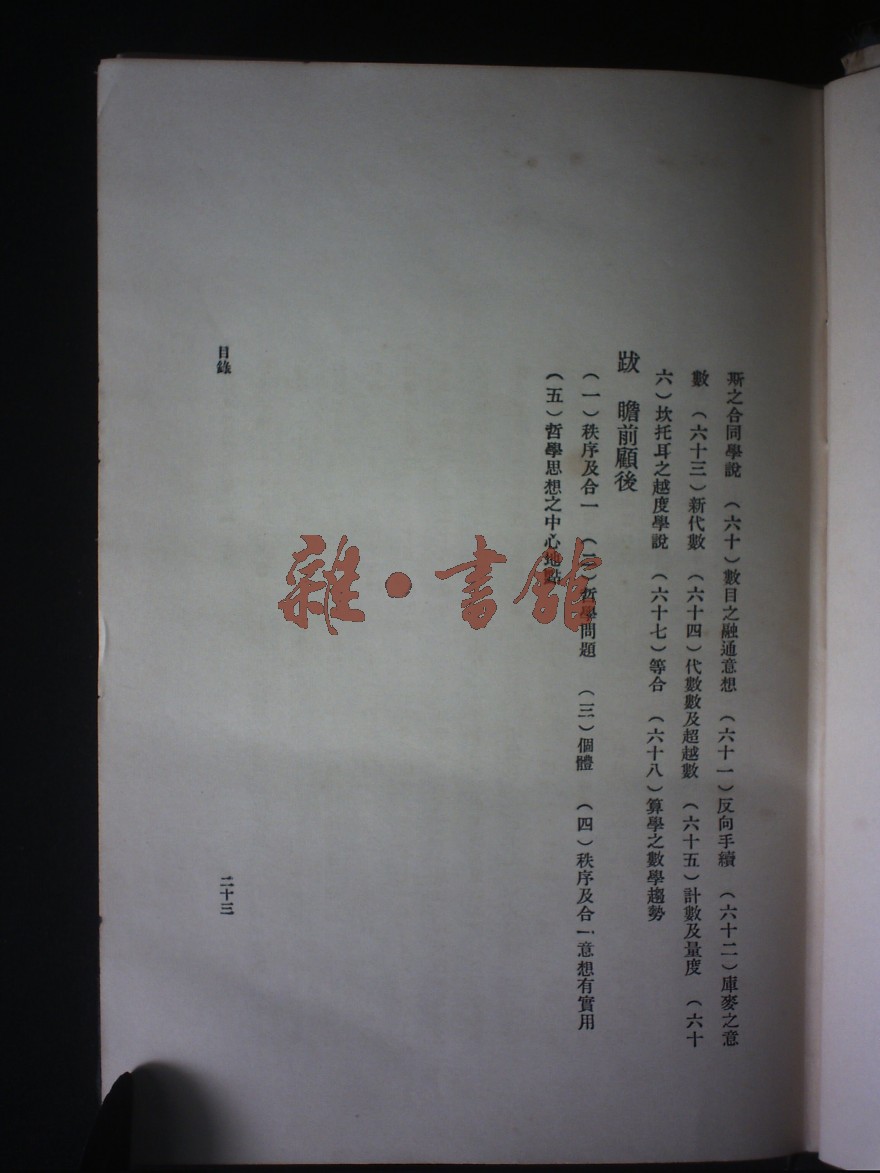 斯之合同學說　（六十）數目之融通意想　（六十一）反向手續　（六十二）庫麥之意
數　（六十三）新代數　（六十四）代數數及超越數　（六十五）計數及量度　（六十
六）坎托耳之越度學說　（六十七）等合　（六十八）算學之數學趨勢
跋　瞻前顧後
（一）秩序及合一　（二）哲學問題　（三）個體　（四）秩序及合一意想有實用
（五）哲學思想之中心地點
目錄
二十三
雜·書館